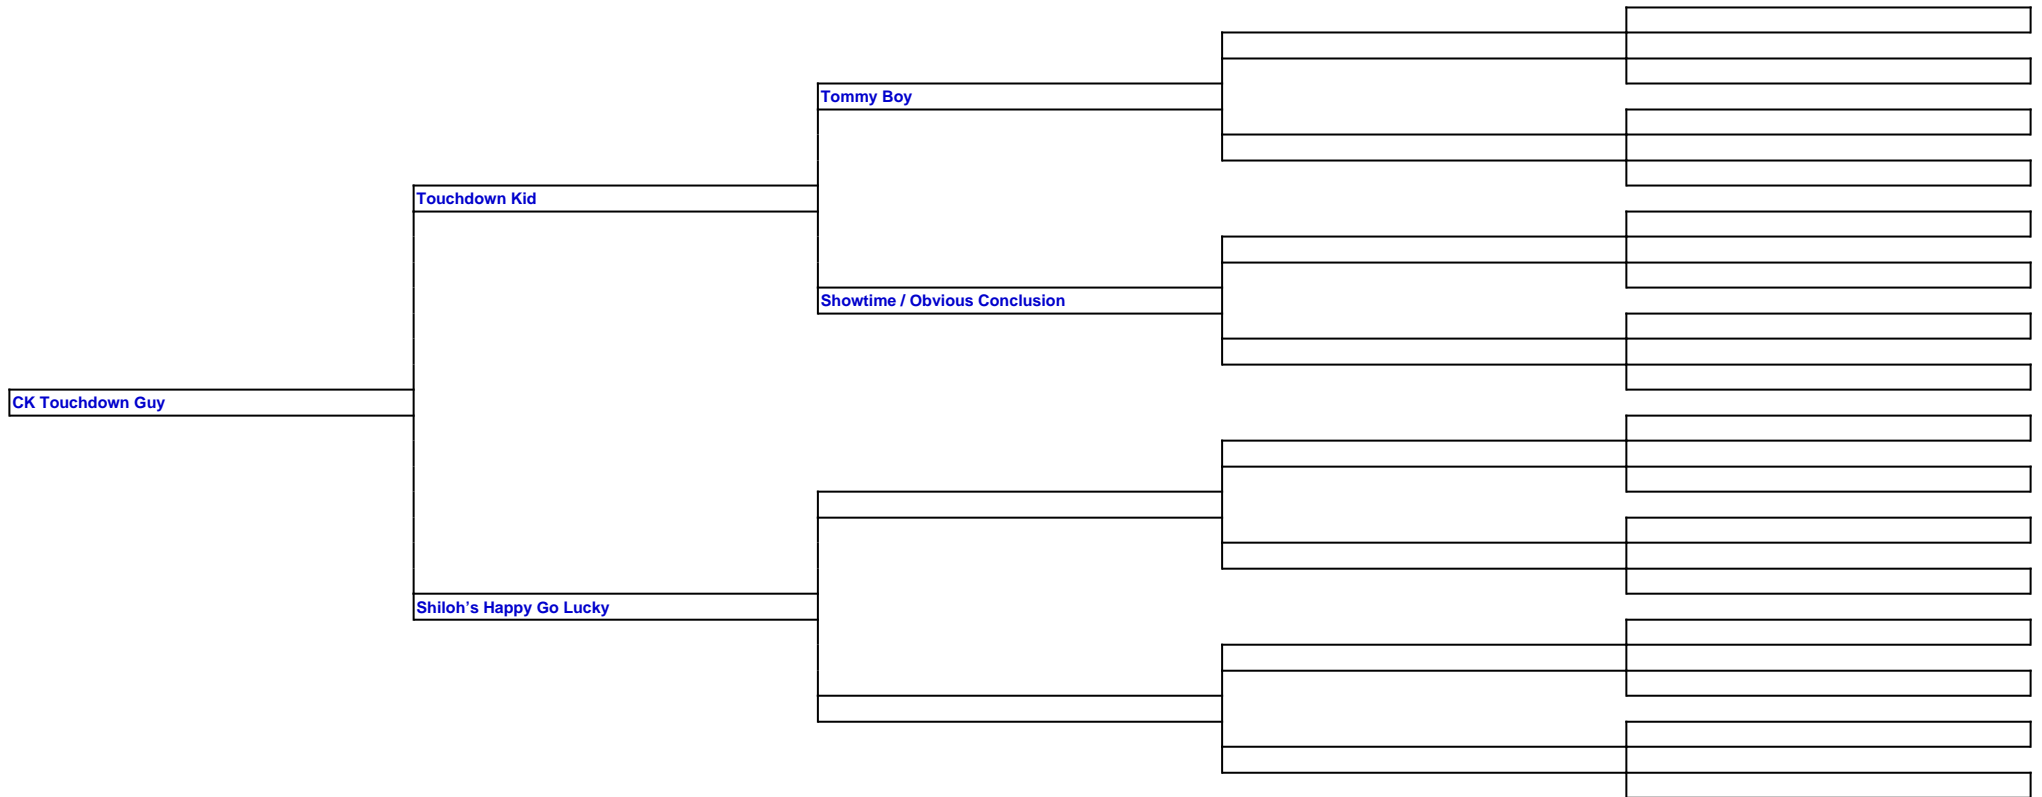 Tommy Boy
Touchdown Kid
Showtime / Obvious Conclusion
CK Touchdown Guy
Shiloh’s Happy Go Lucky